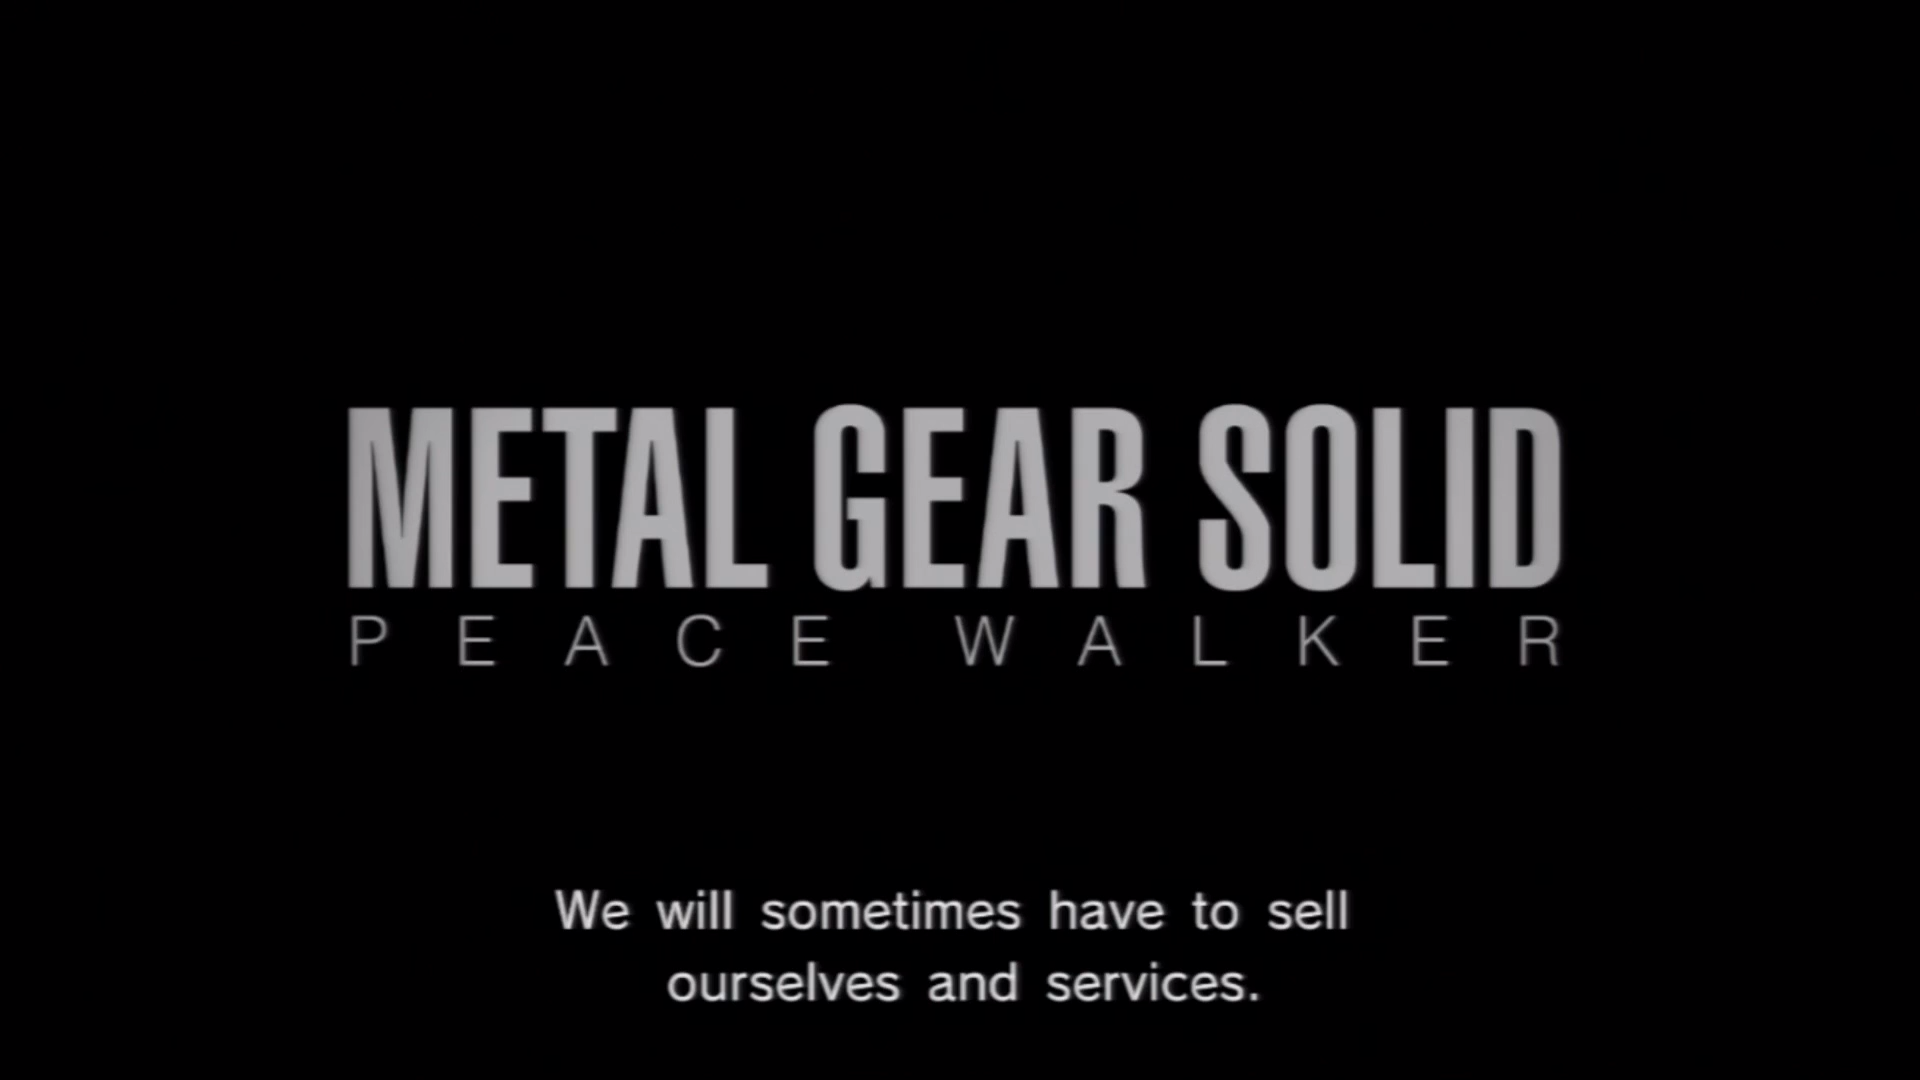 METAL GEAR SOLID
PEACE WALKER
We will sometimes have to sell
ourselves and services.